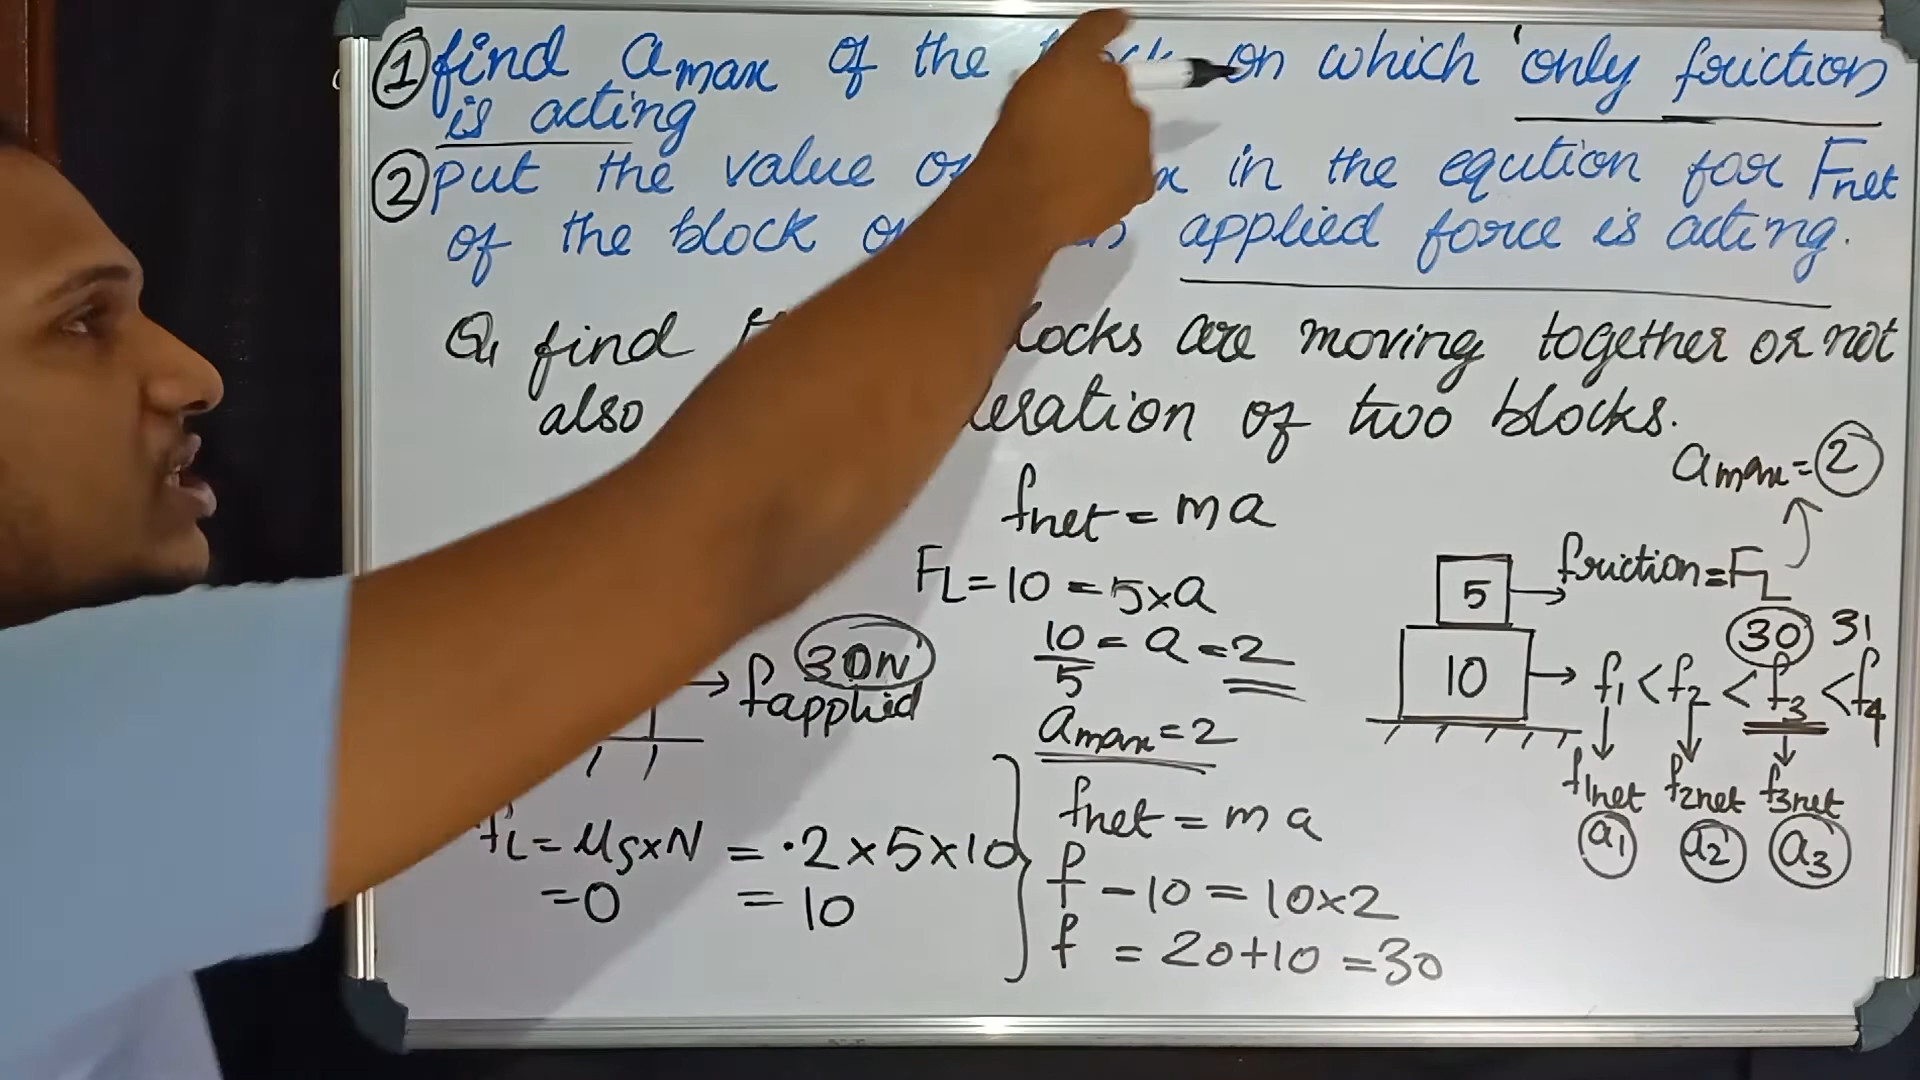 ① find amax of the on which 'only friction
is acting
② put the value in the eqution for Fnet
of the block applied force is acting.
Q, find locks are moving together or not
also leration of two blocks.
amax = 2
fnet = ma
FL = 10 = 5×a
10/5 = a = 2
amax = 2
fnet = ma
f - 10 = 10×2
f = 20+10 = 30
30N
fapplied
fL = μs×N = .2×5×10
=0 = 10
5 friction = FL
30 31
10 f1 < f2 < f3 < f4
f1net f2net f3net
a1 a2 a3